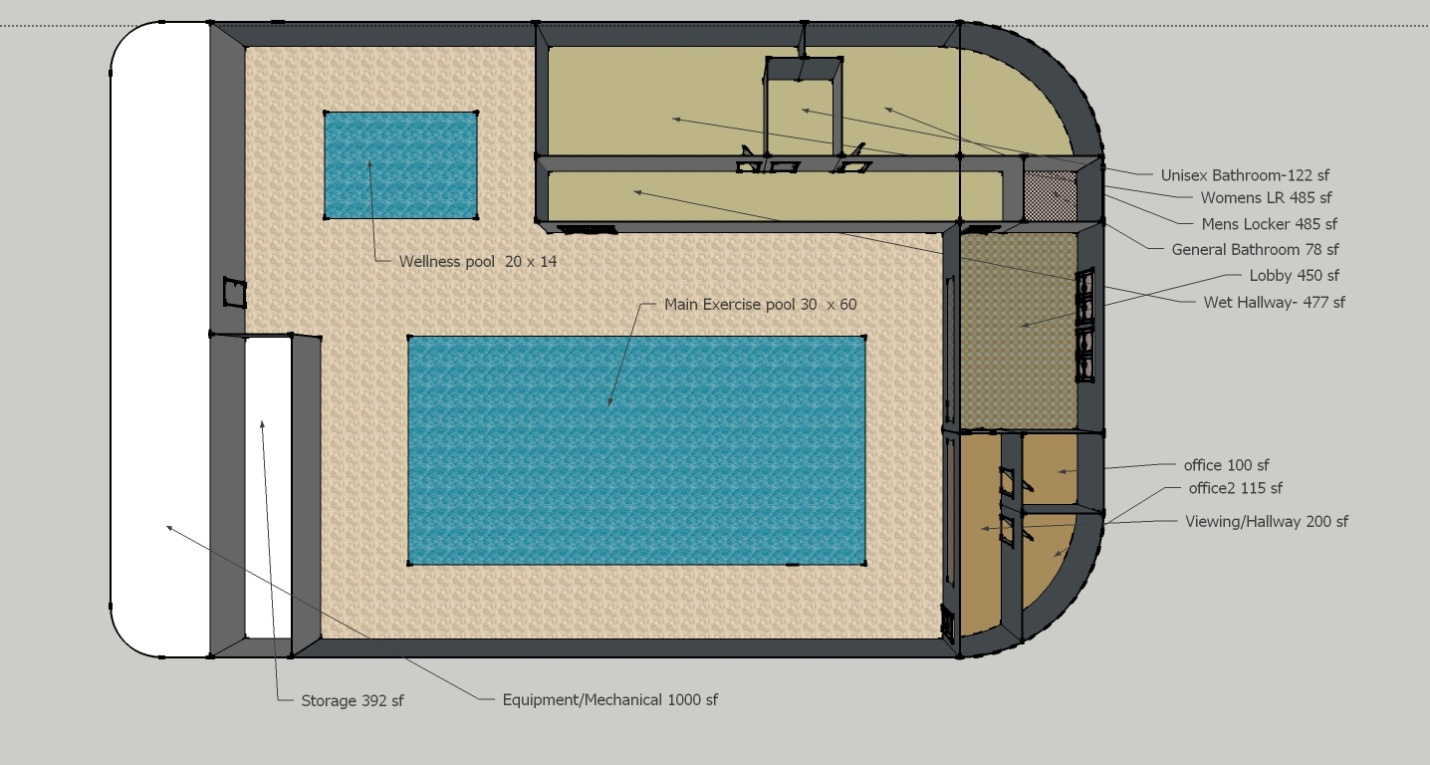 Unisex Bathroom-122 sf
Womens LR 485 sf
Mens Locker 485 sf
General Bathroom 78 sf
Wellness pool  20 x 14
Lobby 450 sf
Main Exercise pool 30  x 60
Wet Hallway- 477 sf
office 100 sf
office2 115 sf
Viewing/Hallway 200 sf
Storage 392 sf
Equipment/Mechanical 1000 sf